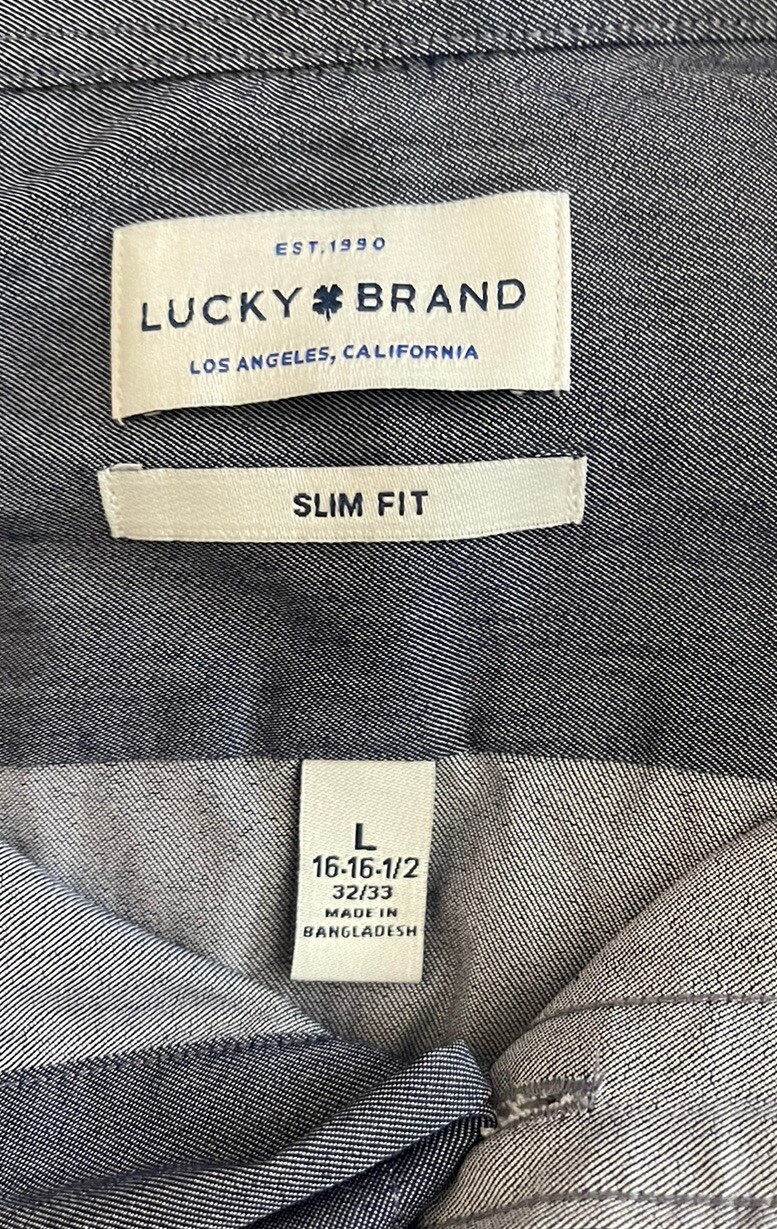 EST.1990
LUCKY BRAND
LOS ANGELES, CALIFORNIA
SLIM FIT
L
16-16-1/2
32/33
MADE IN
BANGLADESH